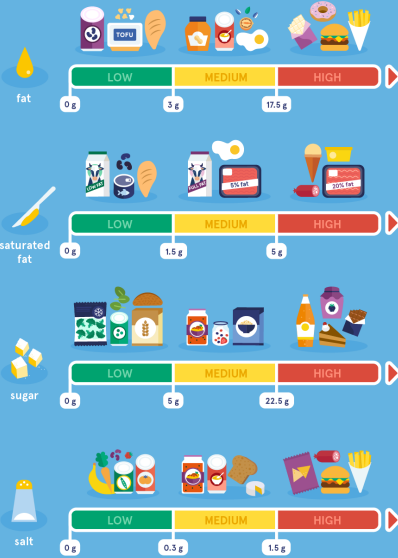 TOFU
LOW MEDIUM HIGH
fat
0 g 3 g 17.5 g
LOW FAT
FULL FAT
5% fat
20% fat
LOW MEDIUM HIGH
saturated
fat
0 g 1.5 g 5 g
LOW MEDIUM HIGH
sugar
0 g 5 g 22.5 g
LOW MEDIUM HIGH
salt
0 g 0.3 g 1.5 g